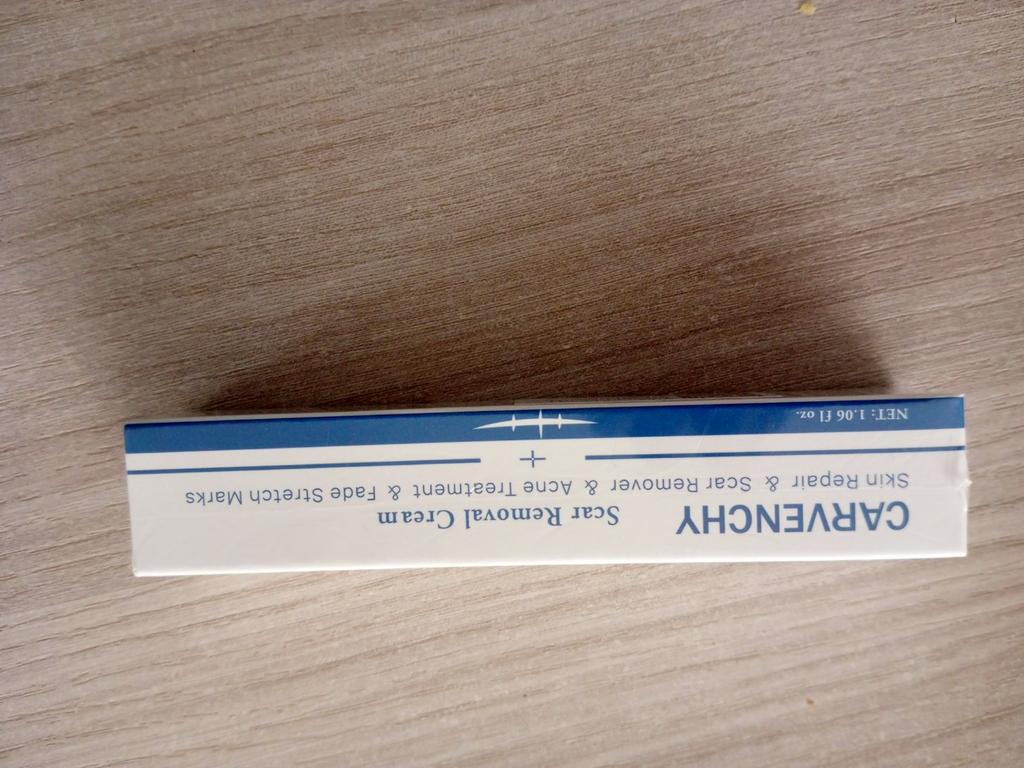 CARVENCHY Scar Removal Cream
Skin Repair & Scar Remover & Acne Treatment & Fade Stretch Marks
NET: 1.06 fl oz.